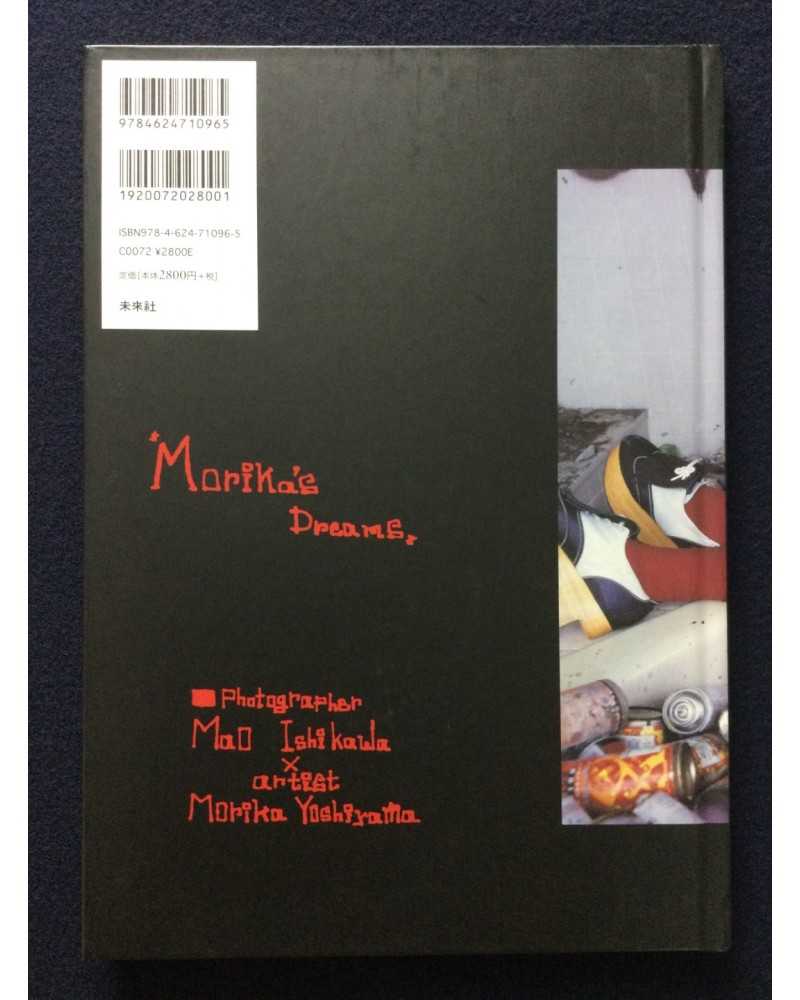 9784624710965
1920072028001
ISBN978-4-624-71096-5
C0072 ¥2800E
定価[本体2800円+税]
未來社
'Morika's
Dreams,
■Photographer
Mao Ishikawa
×
artist
Morika Yoshiyama